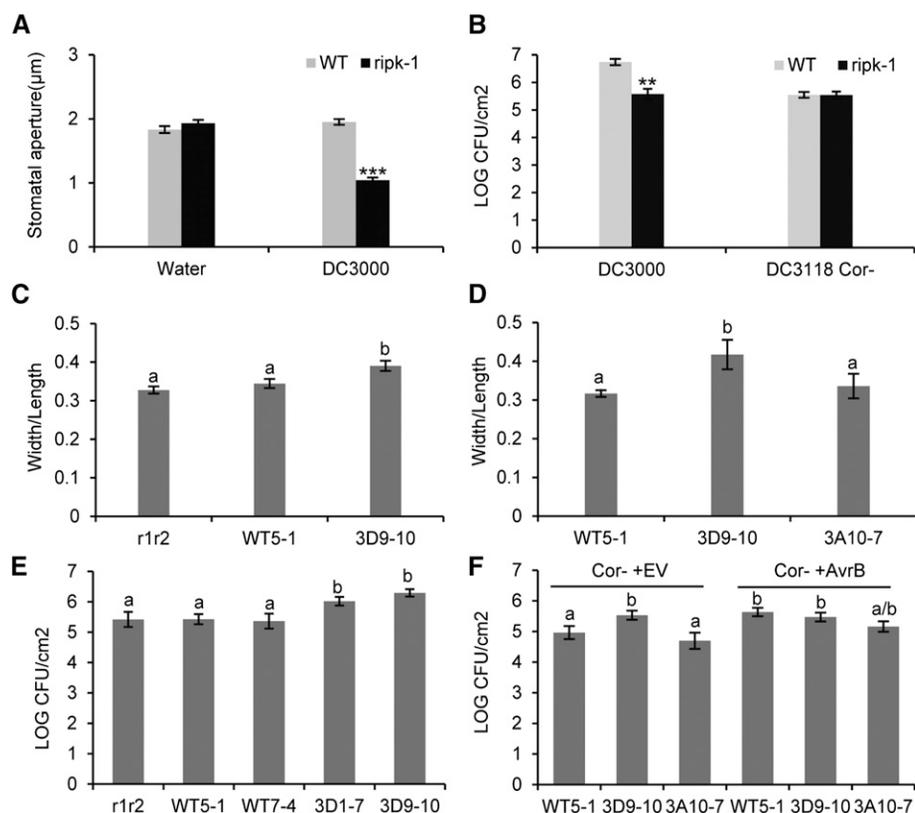 A
Stomatal aperture(µm)
3
2
1
0
WT ripk-1
***
Water DC3000
B
LOG CFU/cm2
7
6
5
4
3
2
1
0
WT ripk-1
**
DC3000 DC3118 Cor-
C
Width/Length
0.5
0.4
0.3
0.2
0.1
0
a a b
r1r2 WT5-1 3D9-10
D
Width/Length
0.5
0.4
0.3
0.2
0.1
0
a b a
WT5-1 3D9-10 3A10-7
E
LOG CFU/cm2
7
6
5
4
3
2
1
0
a a a b b
r1r2 WT5-1 WT7-4 3D1-7 3D9-10
F
LOG CFU/cm2
7
6
5
4
3
2
1
0
Cor- +EV Cor- +AvrB
a b a b b a/b
WT5-1 3D9-10 3A10-7 WT5-1 3D9-10 3A10-7